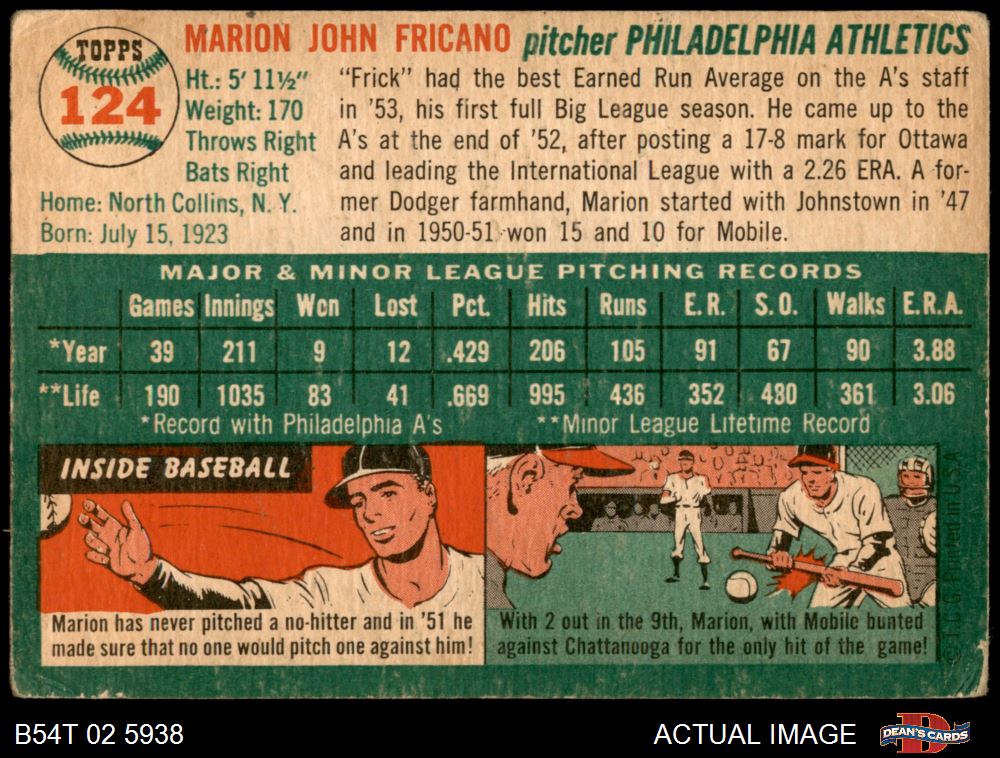 TOPPS
124
MARION JOHN FRICANO pitcher PHILADELPHIA ATHLETICS
Ht.: 5' 11½"
Weight: 170
Throws Right
Bats Right
Home: North Collins, N. Y.
Born: July 15, 1923
"Frick" had the best Earned Run Average on the A's staff
in '53, his first full Big League season. He came up to the
A's at the end of '52, after posting a 17-8 mark for Ottawa
and leading the International League with a 2.26 ERA. A for-
mer Dodger farmhand, Marion started with Johnstown in '47
and in 1950-51 won 15 and 10 for Mobile.
MAJOR & MINOR LEAGUE PITCHING RECORDS
Games Innings Won Lost Pct. Hits Runs E. R. S. O. Walks E.R.A.
*Year 39 211 9 12 .429 206 105 91 67 90 3.88
**Life 190 1035 83 41 .669 995 436 352 480 361 3.06
*Record with Philadelphia A's **Minor League Lifetime Record
INSIDE BASEBALL
Marion has never pitched a no-hitter and in '51 he
made sure that no one would pitch one against him!
With 2 out in the 9th, Marion, with Mobile bunted
against Chattanooga for the only hit of the game!
© T.C.G. Printed in U.S.A.
B54T 02 5938
ACTUAL IMAGE
D
DEAN'S CARDS